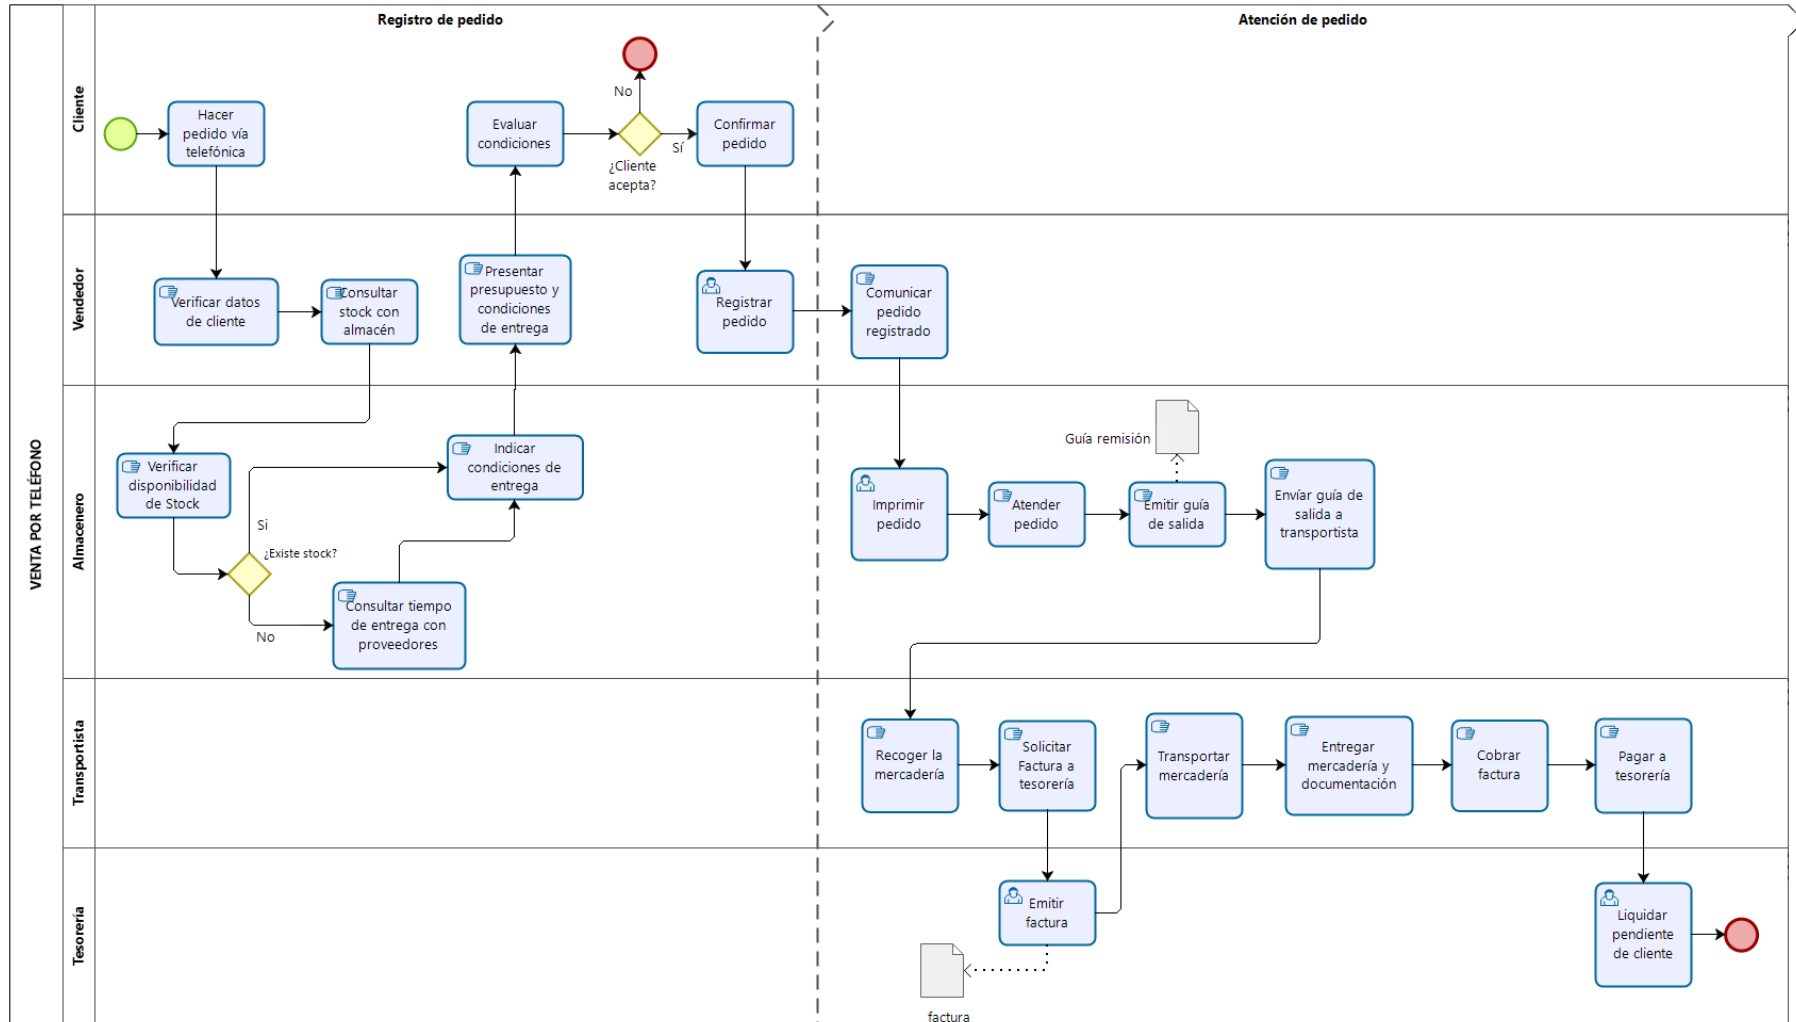 Registro de pedido
Atención de pedido
VENTA POR TELÉFONO
Cliente
Hacer
pedido vía
telefónica
Evaluar
condiciones
No
¿Cliente
acepta?
Sí
Confirmar
pedido
Vendedor
Verificar datos
de cliente
Consultar
stock con
almacén
Presentar
presupuesto y
condiciones
de entrega
Registrar
pedido
Comunicar
pedido
registrado
Almacenero
Verificar
disponibilidad
de Stock
Si
¿Existe stock?
No
Consultar tiempo
de entrega con
proveedores
Indicar
condiciones de
entrega
Imprimir
pedido
Atender
pedido
Guía remisión
Emitir guía
de salida
Envíar guía de
salida a
transportista
Transportista
Recoger la
mercadería
Solicitar
Factura a
tesorería
Transportar
mercadería
Entregar
mercadería y
documentación
Cobrar
factura
Pagar a
tesorería
Tesorería
Emitir
factura
factura
Liquidar
pendiente
de cliente